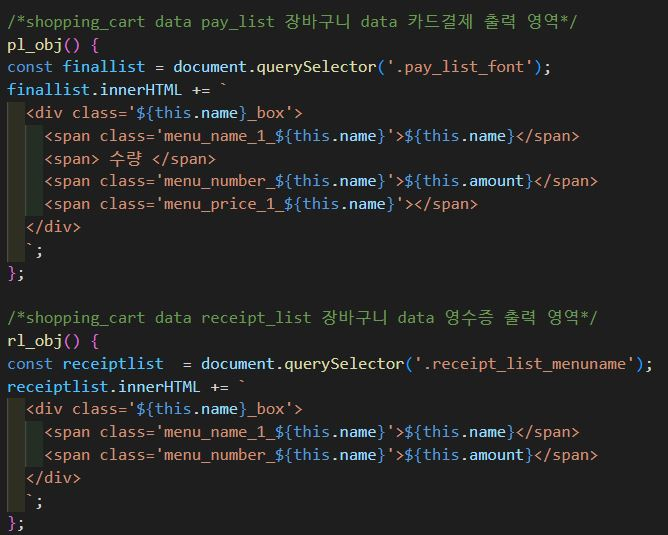 /*shopping_cart data pay_list 장바구니 data 카드결제 출력 영역*/
pl_obj() {
const finallist = document.querySelector('.pay_list_font');
finallist.innerHTML += `
<div class='${this.name}_box'>
<span class='menu_name_1_${this.name}'>${this.name}</span>
<span> 수량 </span>
<span class='menu_number_${this.name}'>${this.amount}</span>
<span class='menu_price_1_${this.name}'></span>
</div>
`;
};
/*shopping_cart data receipt_list 장바구니 data 영수증 출력 영역*/
rl_obj() {
const receiptlist  = document.querySelector('.receipt_list_menuname');
receiptlist.innerHTML += `
<div class='${this.name}_box'>
<span class='menu_name_1_${this.name}'>${this.name}</span>
<span class='menu_number_${this.name}'>${this.amount}</span>
</div>
`;
};